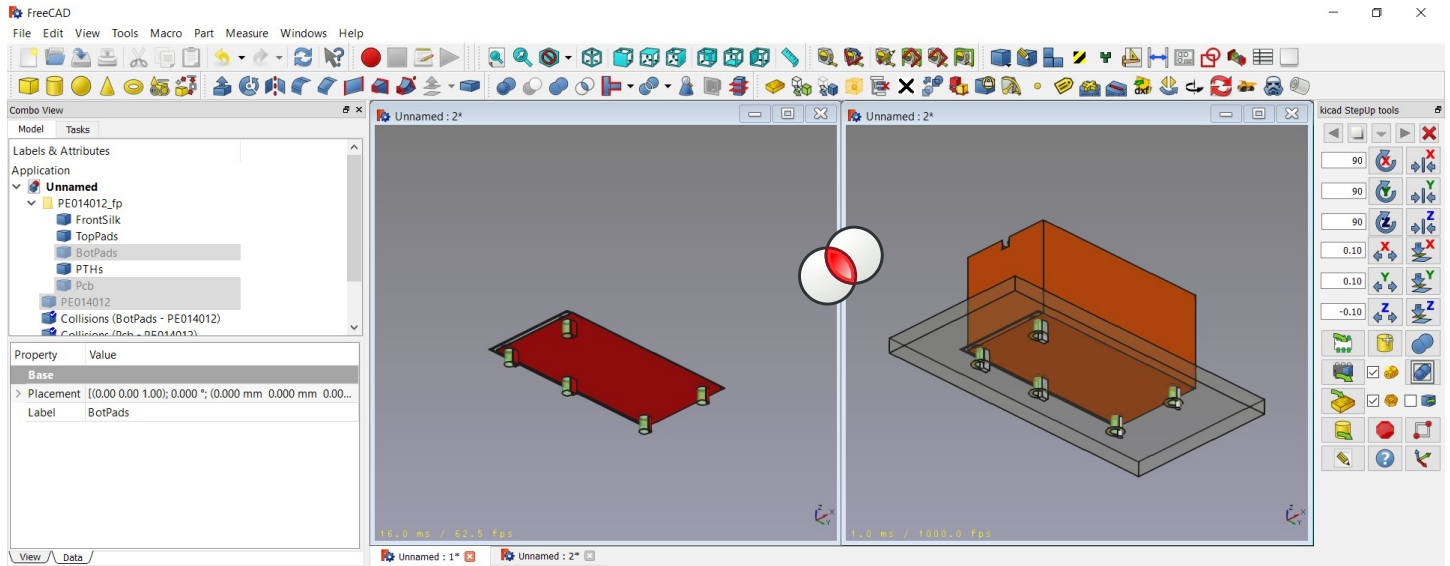 FreeCAD
File Edit View Tools Macro Part Measure Windows Help
Combo View
Model Tasks
Labels & Attributes
Application
Unnamed
PE014012_fp
FrontSilk
TopPads
BotPads
PTHs
Pcb
PE014012
Collisions (BotPads - PE014012)
Collisions (Pcb - PE014012)
Property Value
Base
Placement [(0.00 0.00 1.00); 0.000 °; (0.000 mm 0.000 mm 0.00...
Label BotPads
View Data
Unnamed : 2*
16.0 ms / 62.5 fps
Z X Y
Unnamed : 2*
1.0 ms / 1000.0 fps
Z X Y
Unnamed : 1* Unnamed : 2*
kicad StepUp tools
90 X X
90 Y Y
90 Z Z
0.10 X X
0.10 Y Y
-0.10 Z Z